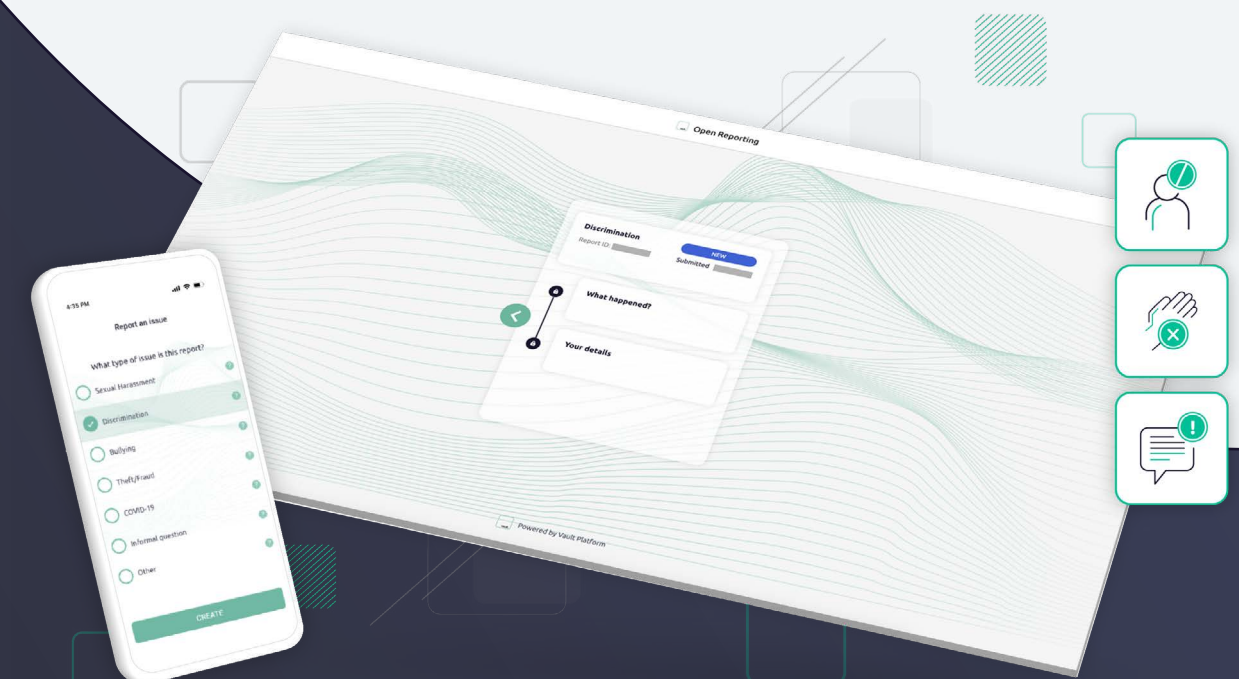 Open Reporting
Discrimination
NEW
Report ID:
Submitted
What happened?
Your details
Powered by Vault Platform
4:35 PM
Report an issue
What type of issue is this report?
Sexual Harassment
?
Discrimination
?
Bullying
?
Theft/Fraud
?
COVID-19
?
Informal question
?
Other
?
CREATE
!